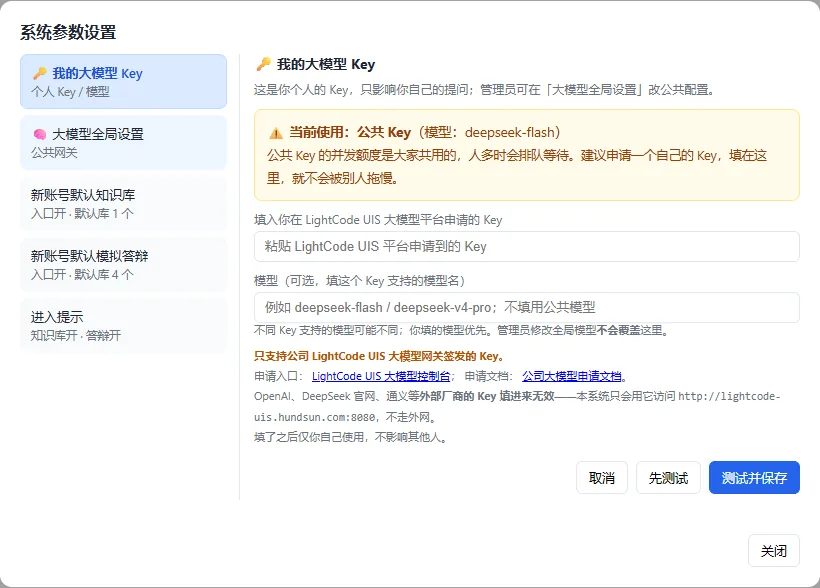 系统参数设置
🔑 我的大模型 Key
个人 Key / 模型
🧠 大模型全局设置
公共网关
新账号默认知识库
入口开 · 默认库 1 个
新账号默认模拟答辩
入口开 · 默认库 4 个
进入提示
知识库开 · 答辩开
🔑 我的大模型 Key
这是你个人的 Key，只影响你自己的提问；管理员可在「大模型全局设置」改公共配置。
⚠️ 当前使用：公共 Key（模型：deepseek-flash）
公共 Key 的并发额度是大家共用的，人多时会排队等待。建议申请一个自己的 Key，填在这
里，就不会被别人拖慢。
填入你在 LightCode UIS 大模型平台申请的 Key
粘贴 LightCode UIS 平台申请到的 Key
模型（可选，填这个 Key 支持的模型名）
例如 deepseek-flash / deepseek-v4-pro；不填用公共模型
不同 Key 支持的模型可能不同；你填的模型优先。管理员修改全局模型不会覆盖这里。
只支持公司 LightCode UIS 大模型网关签发的 Key。
申请入口： LightCode UIS 大模型控制台； 申请文档： 公司大模型申请文档。
OpenAI、DeepSeek 官网、通义等外部厂商的 Key 填进来无效——本系统只会用它访问 http://lightcode-
uis.hundsun.com:8080，不走外网。
填了之后仅你自己使用，不影响其他人。
取消
先测试
测试并保存
关闭